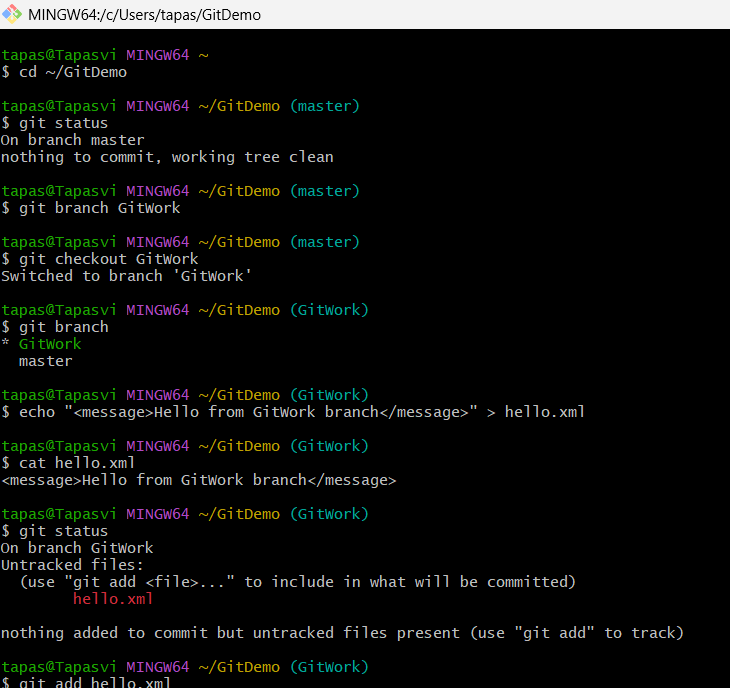 MINGW64:/c/Users/tapas/GitDemo
tapas@Tapasvi MINGW64 ~
$ cd ~/GitDemo
tapas@Tapasvi MINGW64 ~/GitDemo (master)
$ git status
On branch master
nothing to commit, working tree clean
tapas@Tapasvi MINGW64 ~/GitDemo (master)
$ git branch GitWork
tapas@Tapasvi MINGW64 ~/GitDemo (master)
$ git checkout GitWork
Switched to branch 'GitWork'
tapas@Tapasvi MINGW64 ~/GitDemo (GitWork)
$ git branch
* GitWork
  master
tapas@Tapasvi MINGW64 ~/GitDemo (GitWork)
$ echo "<message>Hello from GitWork branch</message>" > hello.xml
tapas@Tapasvi MINGW64 ~/GitDemo (GitWork)
$ cat hello.xml
<message>Hello from GitWork branch</message>
tapas@Tapasvi MINGW64 ~/GitDemo (GitWork)
$ git status
On branch GitWork
Untracked files:
  (use "git add <file>..." to include in what will be committed)
        hello.xml
nothing added to commit but untracked files present (use "git add" to track)
tapas@Tapasvi MINGW64 ~/GitDemo (GitWork)
$ git add hello.xml